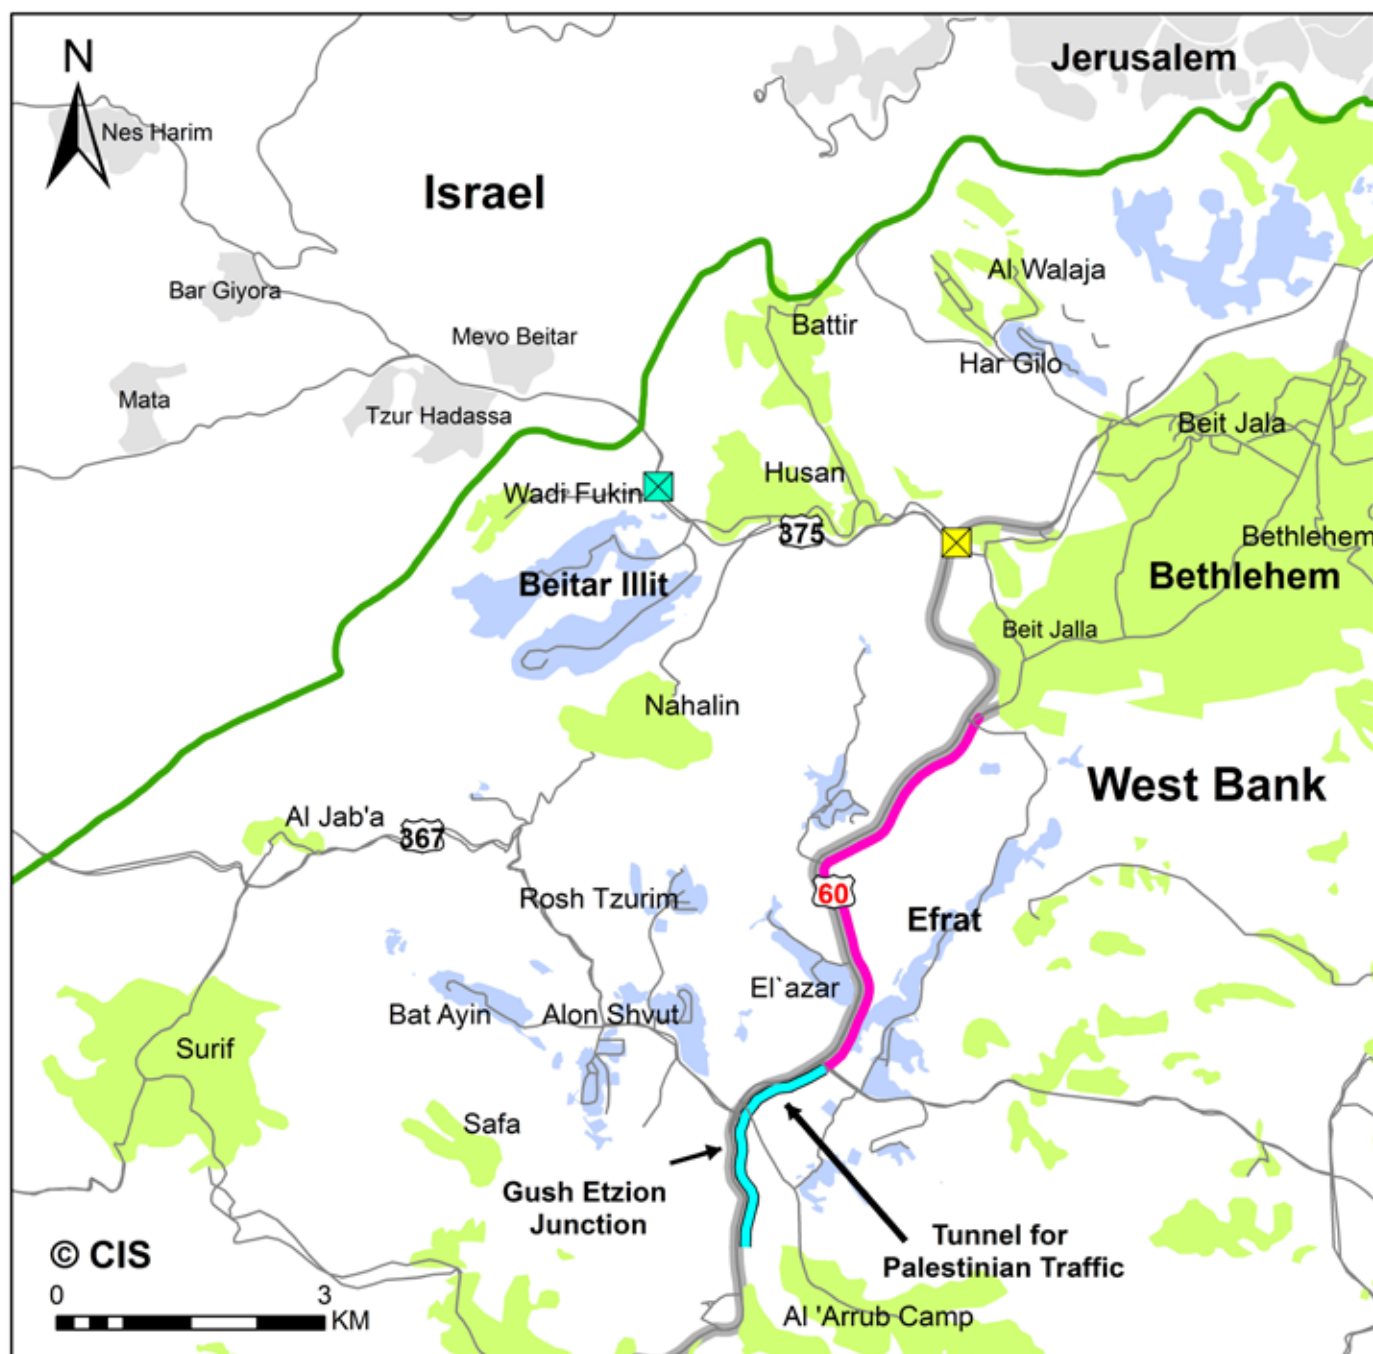 Jerusalem
N
Nes Harim
Israel
Al Walaja
Bar Giyora
Battir
Mevo Beitar
Har Gilo
Mata
Tzur Hadassa
Beit Jala
Husan
Wadi Fukin
375
Bethlehem
Bethlehem
Beitar Illit
Beit Jalla
Nahalin
West Bank
Al Jab'a
367
60
Rosh Tzurim
Efrat
El`azar
Bat Ayin
Alon Shvut
Surif
Safa
Gush Etzion
Junction
Tunnel for
Palestinian Traffic
© CIS
0 3
KM
Al 'Arrub Camp